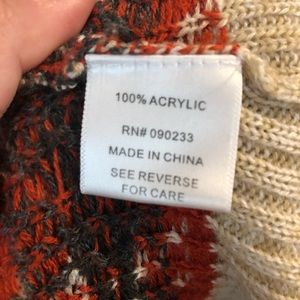 100% ACRYLIC
RN# 090233
MADE IN CHINA
SEE REVERSE
FOR CARE